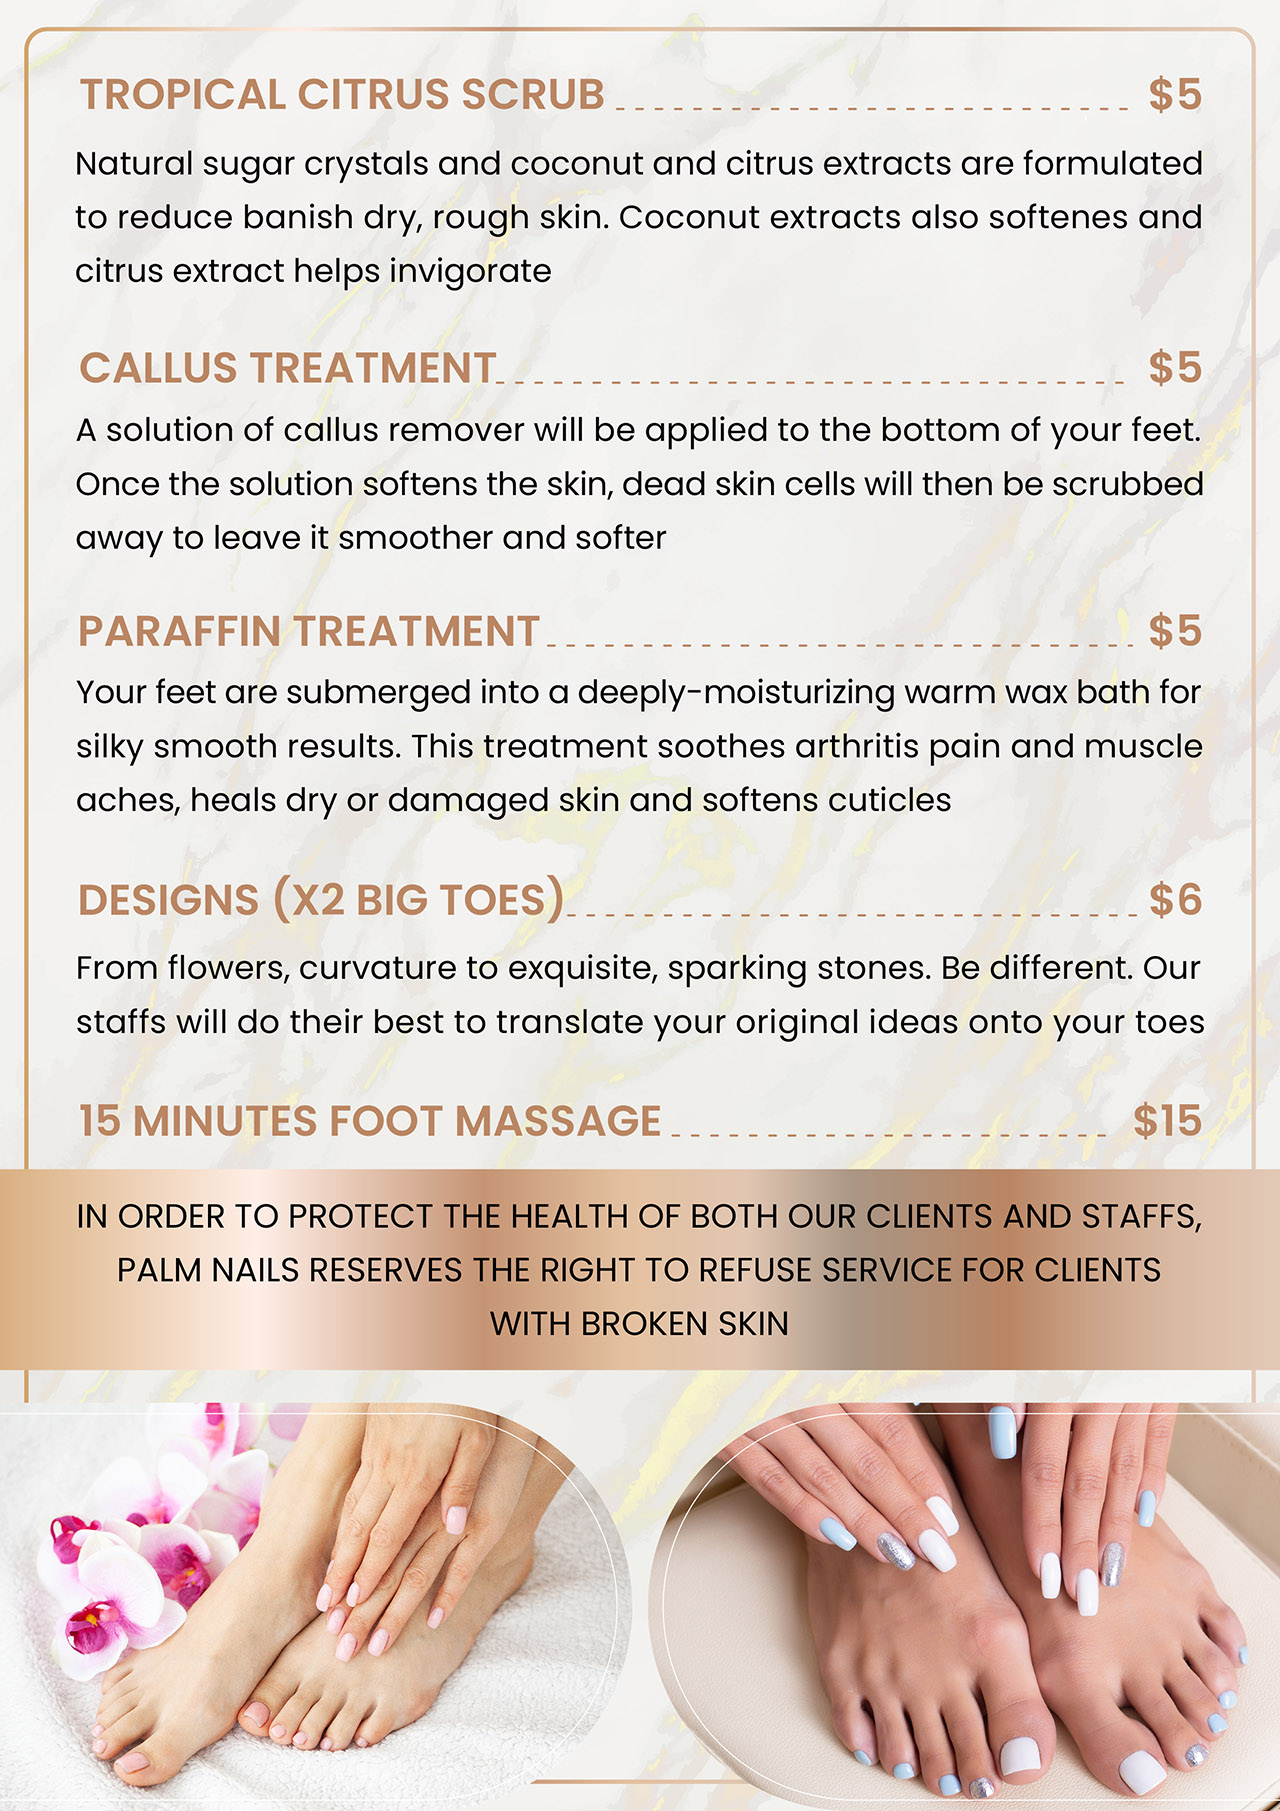 TROPICAL CITRUS SCRUB $5
Natural sugar crystals and coconut and citrus extracts are formulated
to reduce banish dry, rough skin. Coconut extracts also softenes and
citrus extract helps invigorate
CALLUS TREATMENT $5
A solution of callus remover will be applied to the bottom of your feet.
Once the solution softens the skin, dead skin cells will then be scrubbed
away to leave it smoother and softer
PARAFFIN TREATMENT $5
Your feet are submerged into a deeply-moisturizing warm wax bath for
silky smooth results. This treatment soothes arthritis pain and muscle
aches, heals dry or damaged skin and softens cuticles
DESIGNS (X2 BIG TOES) $6
From flowers, curvature to exquisite, sparking stones. Be different. Our
staffs will do their best to translate your original ideas onto your toes
15 MINUTES FOOT MASSAGE $15
IN ORDER TO PROTECT THE HEALTH OF BOTH OUR CLIENTS AND STAFFS,
PALM NAILS RESERVES THE RIGHT TO REFUSE SERVICE FOR CLIENTS
WITH BROKEN SKIN